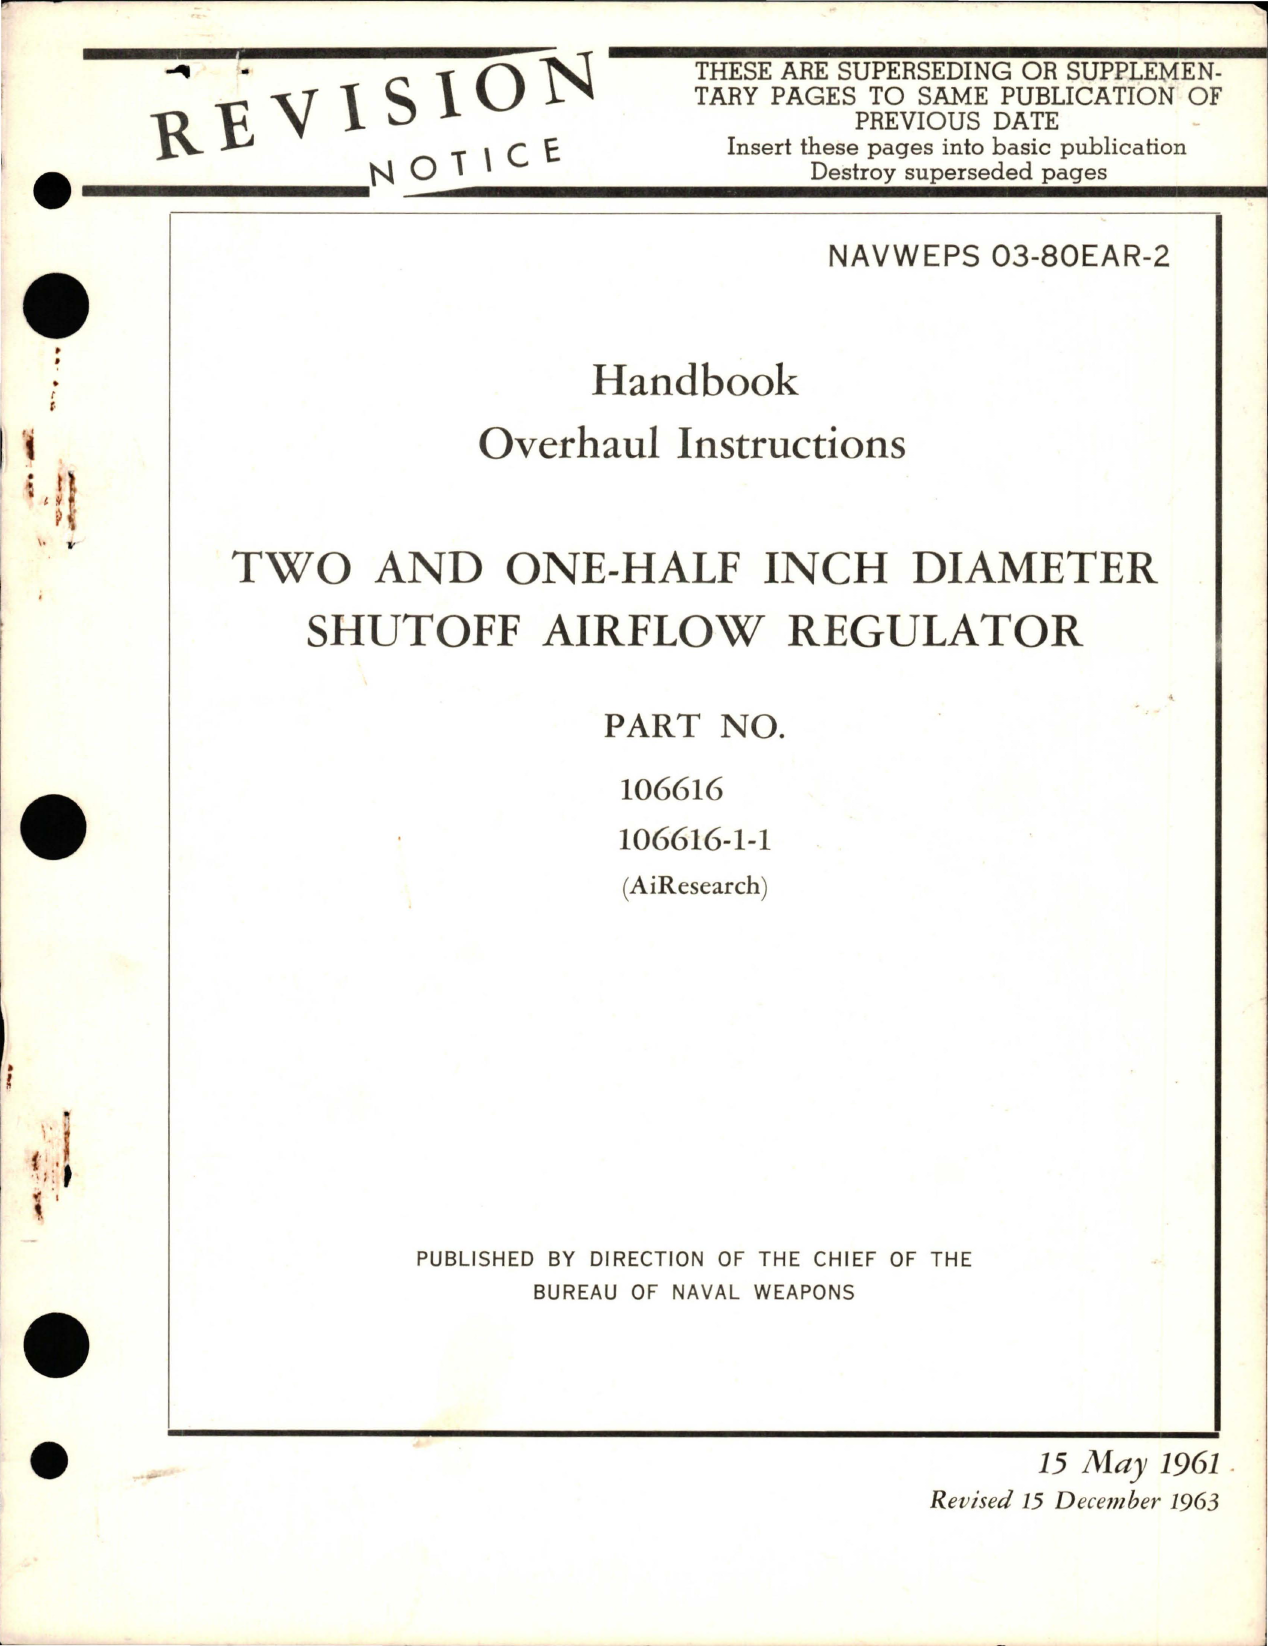 REVISION
NOTICE
THESE ARE SUPERSEDING OR SUPPLEMEN-
TARY PAGES TO SAME PUBLICATION OF
PREVIOUS DATE
Insert these pages into basic publication
Destroy superseded pages
NAVWEPS 03-80EAR-2
Handbook
Overhaul Instructions
TWO AND ONE-HALF INCH DIAMETER
SHUTOFF AIRFLOW REGULATOR
PART NO.
106616
106616-1-1
(AiResearch)
PUBLISHED BY DIRECTION OF THE CHIEF OF THE
BUREAU OF NAVAL WEAPONS
15 May 1961
Revised 15 December 1963